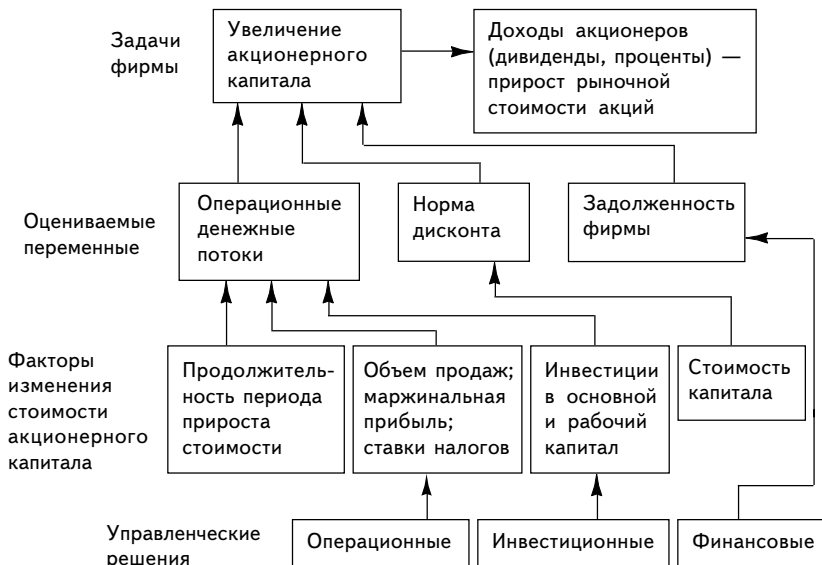 Задачи
фирмы
Увеличение
акционерного
капитала
Доходы акционеров
(дивиденды, проценты) —
прирост рыночной
стоимости акций
Оцениваемые
переменные
Операционные
денежные
потоки
Норма
дисконта
Задолженность
фирмы
Факторы
изменения
стоимости
акционерного
капитала
Продолжитель-
ность периода
прироста
стоимости
Объем продаж;
маржинальная
прибыль;
ставки налогов
Инвестиции
в основной
и рабочий
капитал
Стоимость
капитала
Управленческие
решения
Операционные
Инвестиционные
Финансовые